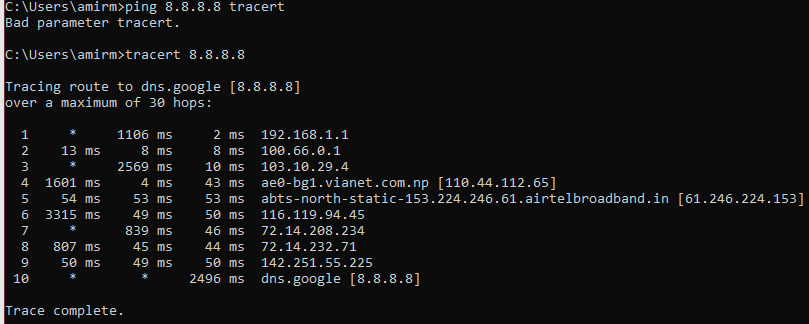 C:\Users\amirm>ping 8.8.8.8 tracert
Bad parameter tracert.
C:\Users\amirm>tracert 8.8.8.8
Tracing route to dns.google [8.8.8.8]
over a maximum of 30 hops:
1 * 1106 ms 2 ms 192.168.1.1
2 13 ms 8 ms 8 ms 100.66.0.1
3 * 2569 ms 10 ms 103.10.29.4
4 1601 ms 4 ms 43 ms ae0-bg1.vianet.com.np [110.44.112.65]
5 54 ms 53 ms 53 ms abts-north-static-153.224.246.61.airtelbroadband.in [61.246.224.153]
6 3315 ms 49 ms 50 ms 116.119.94.45
7 * 839 ms 46 ms 72.14.208.234
8 807 ms 45 ms 44 ms 72.14.232.71
9 50 ms 49 ms 50 ms 142.251.55.225
10 * * 2496 ms dns.google [8.8.8.8]
Trace complete.